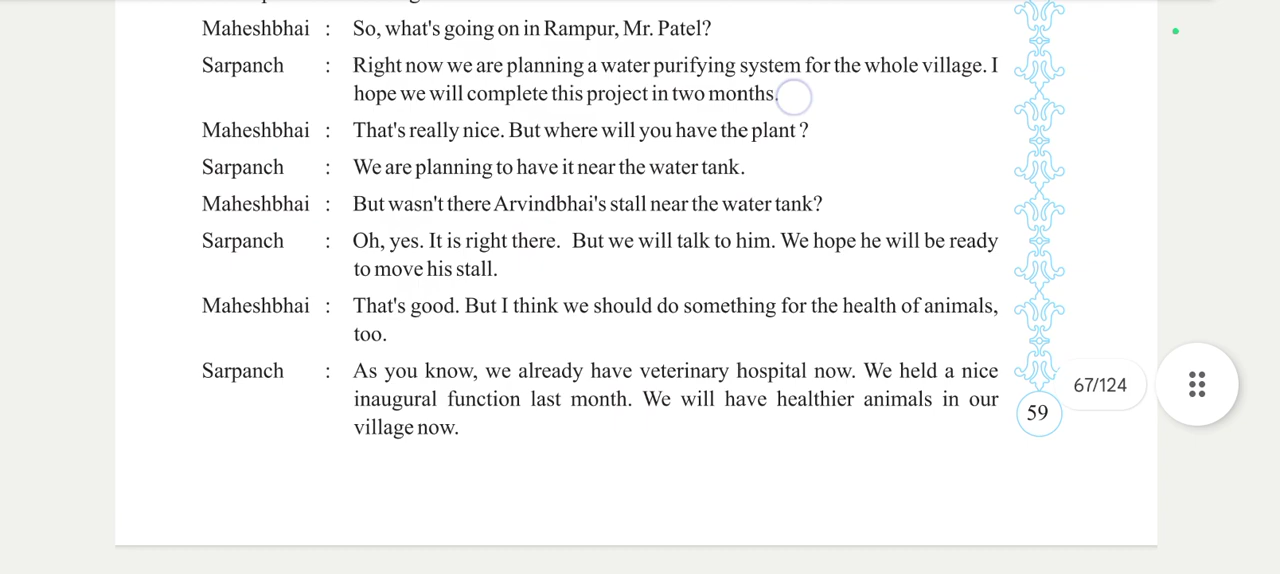 Maheshbhai : So, what's going on in Rampur, Mr. Patel?
Sarpanch : Right now we are planning a water purifying system for the whole village. I
hope we will complete this project in two months.
Maheshbhai : That's really nice. But where will you have the plant ?
Sarpanch : We are planning to have it near the water tank.
Maheshbhai : But wasn't there Arvindbhai's stall near the water tank?
Sarpanch : Oh, yes. It is right there. But we will talk to him. We hope he will be ready
to move his stall.
Maheshbhai : That's good. But I think we should do something for the health of animals,
too.
Sarpanch : As you know, we already have veterinary hospital now. We held a nice
inaugural function last month. We will have healthier animals in our
village now.
67/124
59